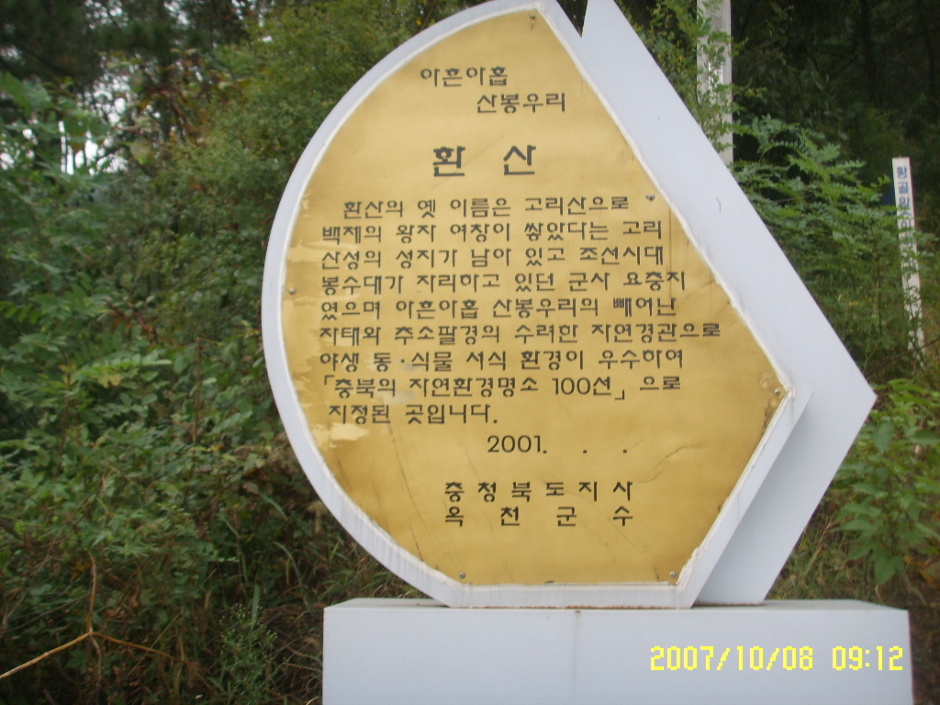 아흔아홉
산봉우리
환 산
환산의 옛 이름은 고리산으로
백제의 왕자 여창이 쌓았다는 고리
산성의 성지가 남아 있고 조선시대
봉수대가 자리하고 있던 군사 요충지
였으며 아흔아홉 산봉우리의 빼어난
자태와 추소팔경의 수려한 자연경관으로
야생 동·식물 서식 환경이 우수하여
「충북의 자연환경명소 100선」으로
지정된 곳입니다.
2001. . .
충청북도지사
옥 천 군 수
황골
2007/10/08 09:12